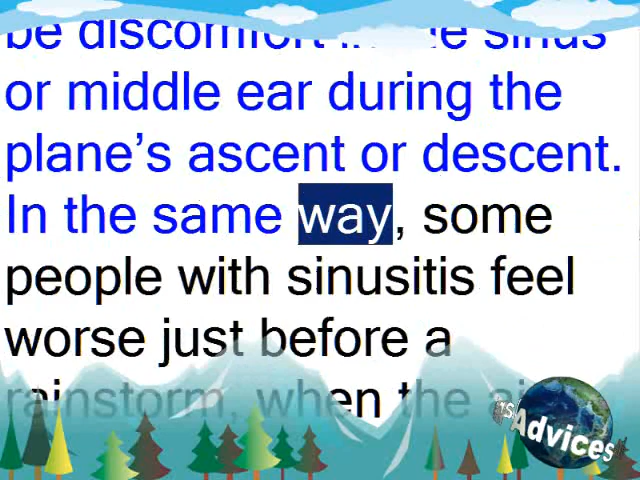 be discomfort in the sinus
or middle ear during the
plane’s ascent or descent.
In the same way, some
people with sinusitis feel
worse just before a
rainstorm, when the
Advices